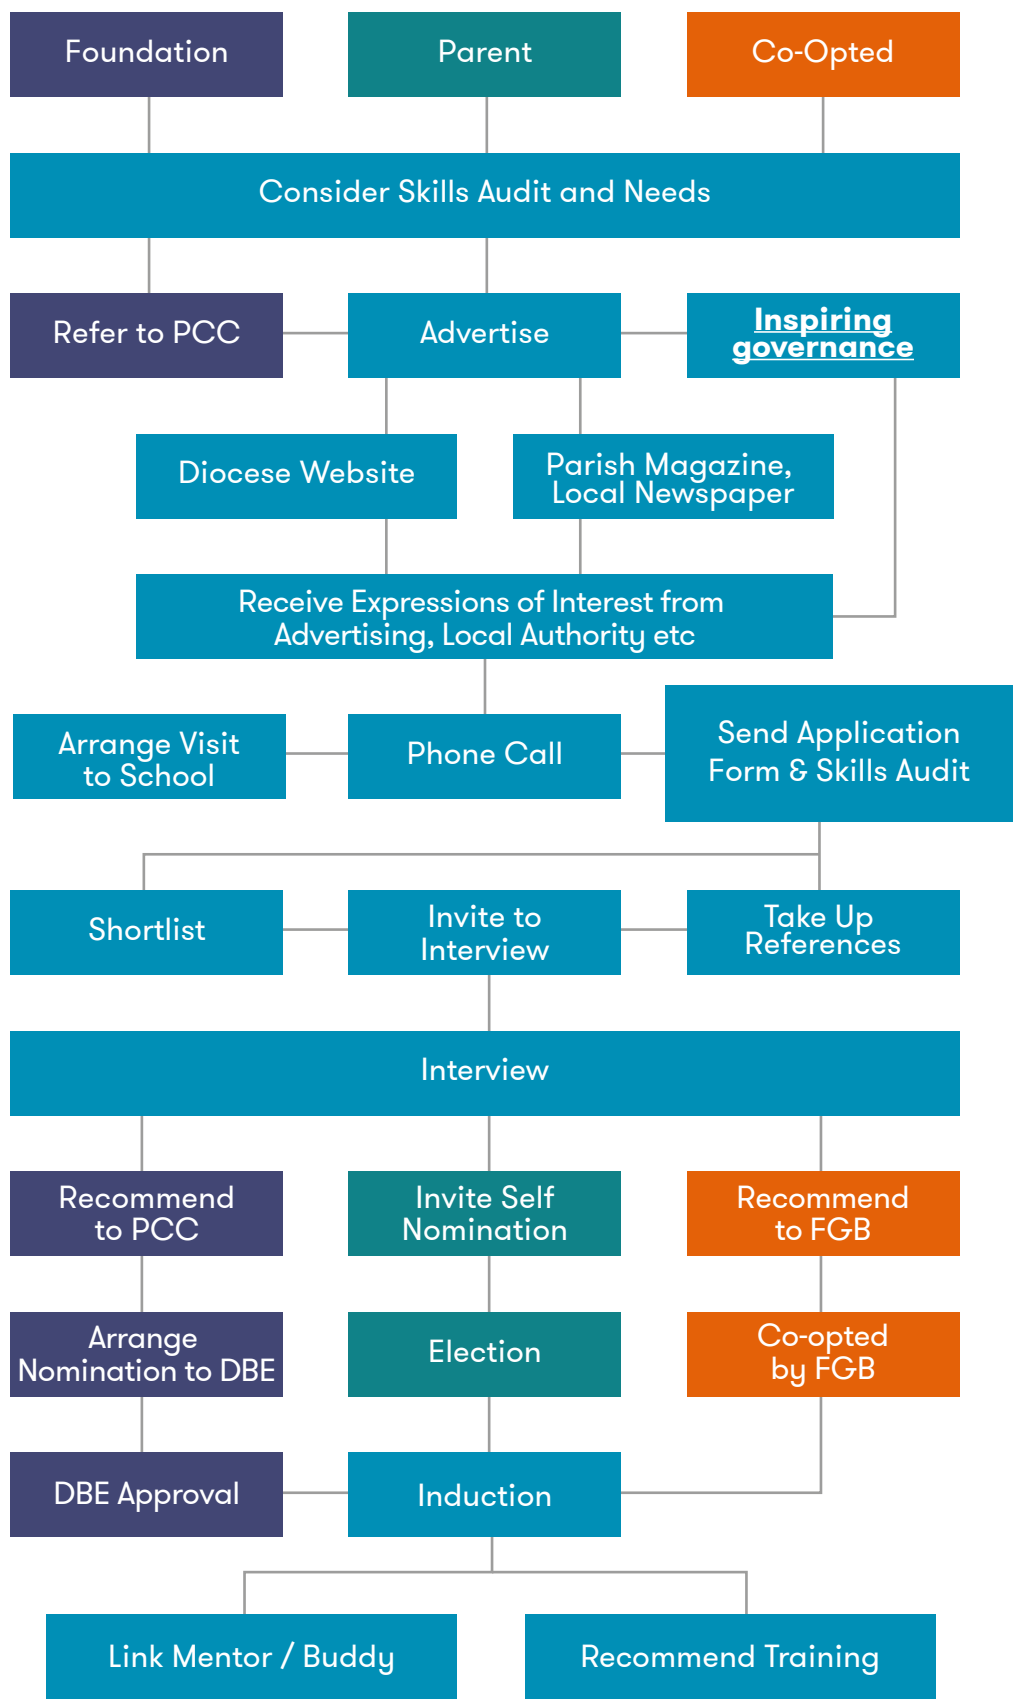 Foundation
Parent
Co-Opted
Consider Skills Audit and Needs
Refer to PCC
Advertise
Inspiring
governance
Diocese Website
Parish Magazine,
Local Newspaper
Receive Expressions of Interest from
Advertising, Local Authority etc
Arrange Visit
to School
Phone Call
Send Application
Form & Skills Audit
Shortlist
Invite to
Interview
Take Up
References
Interview
Recommend
to PCC
Invite Self
Nomination
Recommend
to FGB
Arrange
Nomination to DBE
Election
Co-opted
by FGB
DBE Approval
Induction
Link Mentor / Buddy
Recommend Training